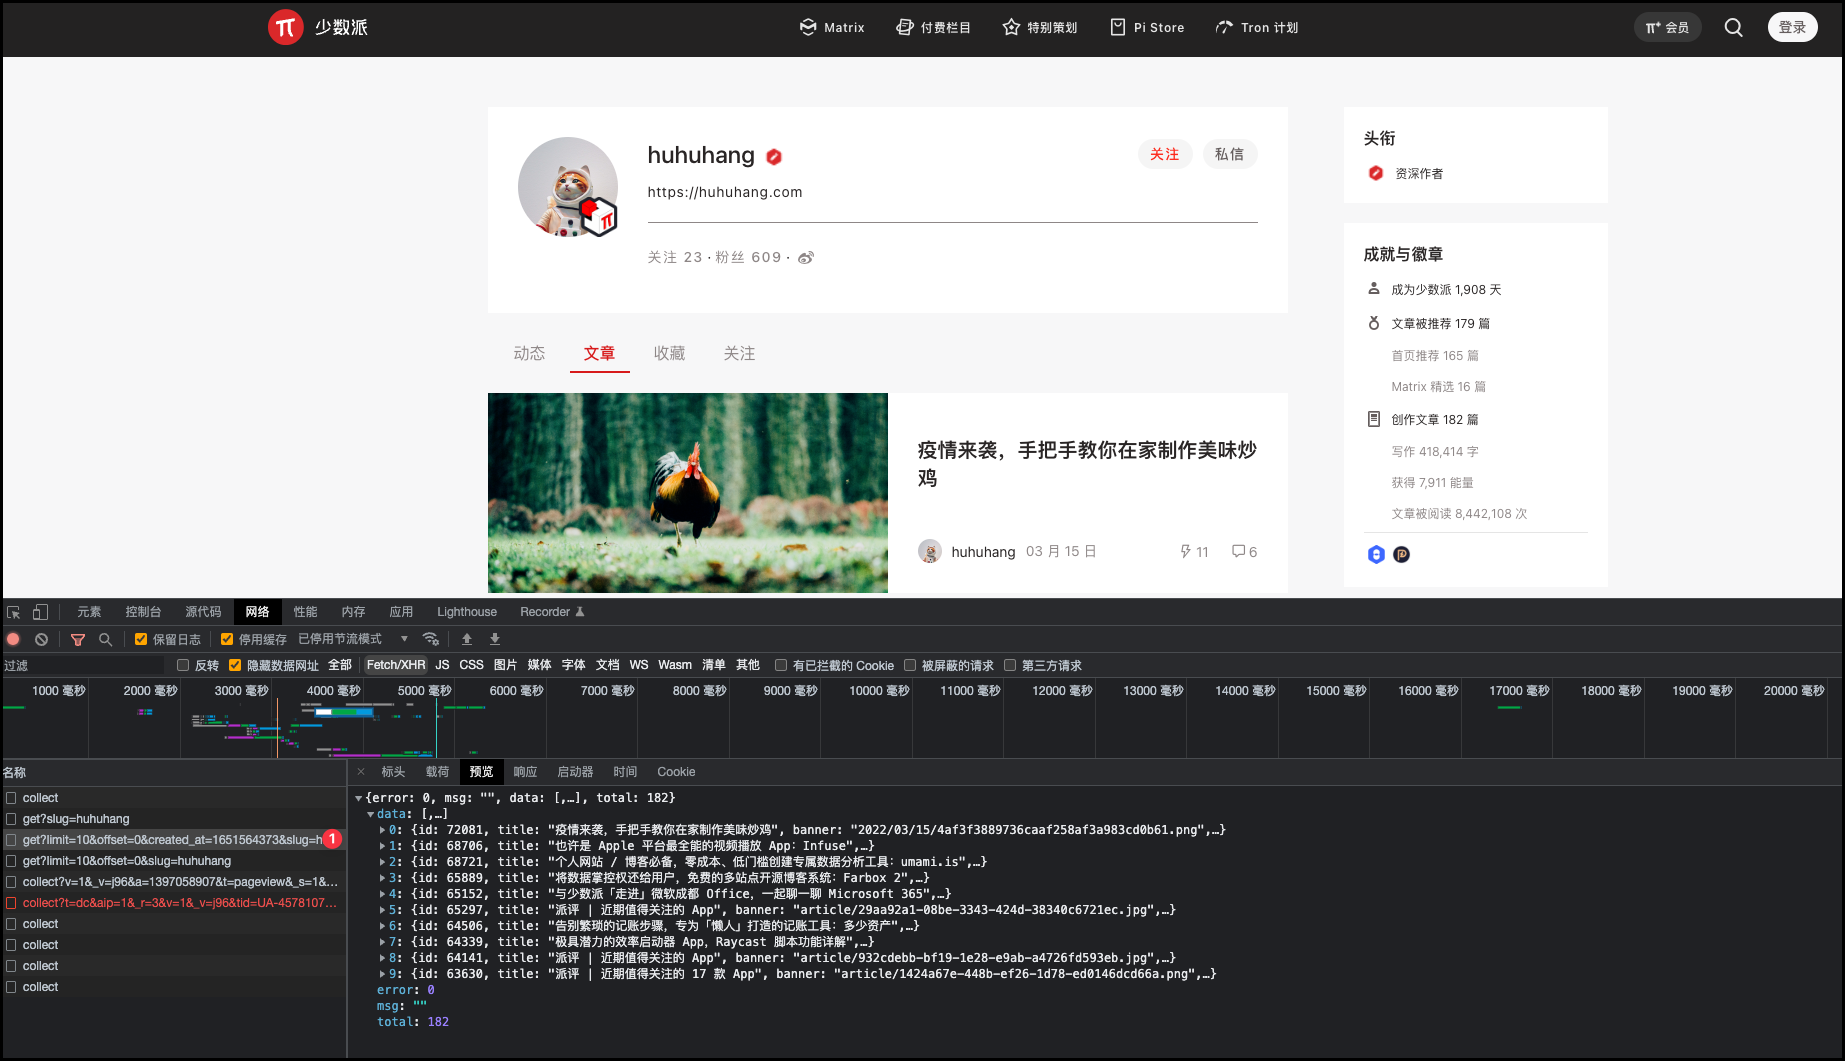 少数派
Matrix
付费栏目
特别策划
Pi Store
Tron 计划
π+ 会员
登录
huhuhang
关注
私信
https://huhuhang.com
关注 23 · 粉丝 609 ·
头衔
资深作者
成就与徽章
成为少数派 1,908 天
文章被推荐 179 篇
首页推荐 165 篇
Matrix 精选 16 篇
创作文章 182 篇
写作 418,414 字
获得 7,911 能量
文章被阅读 8,442,108 次
动态
文章
收藏
关注
疫情来袭，手把手教你在家制作美味炒
鸡
huhuhang 03 月 15 日
11
6
元素 控制台 源代码 网络 性能 内存 应用 Lighthouse Recorder
保留日志 停用缓存 已停用节流模式
过滤 反转 隐藏数据网址 全部 Fetch/XHR JS CSS 图片 媒体 字体 文档 WS Wasm 清单 其他 有已拦截的 Cookie 被屏蔽的请求 第三方请求
1000 毫秒 2000 毫秒 3000 毫秒 4000 毫秒 5000 毫秒 6000 毫秒 7000 毫秒 8000 毫秒 9000 毫秒 10000 毫秒 11000 毫秒 12000 毫秒 13000 毫秒 14000 毫秒 15000 毫秒 16000 毫秒 17000 毫秒 18000 毫秒 19000 毫秒 20000 毫秒
名称
collect
get?slug=huhuhang
get?limit=10&offset=0&created_at=1651564373&slug=h 1
get?limit=10&offset=0&slug=huhuhang
collect?v=1&_v=j96&a=1397058907&t=pageview&_s=1&…
collect?t=dc&aip=1&_r=3&v=1&_v=j96&tid=UA-4578107…
collect
collect
collect
collect
× 标头 载荷 预览 响应 启动器 时间 Cookie
{error: 0, msg: "", data: [,…], total: 182}
data: [,…]
0: {id: 72081, title: "疫情来袭，手把手教你在家制作美味炒鸡", banner: "2022/03/15/4af3f3889736caaf258af3a983cd0b61.png",…}
1: {id: 68706, title: "也许是 Apple 平台最全能的视频播放 App：Infuse",…}
2: {id: 68721, title: "个人网站 / 博客必备，零成本、低门槛创建专属数据分析工具：umami.is",…}
3: {id: 65889, title: "将数据掌控权还给用户，免费的多站点开源博客系统：Farbox 2",…}
4: {id: 65152, title: "与少数派「走进」微软成都 Office，一起聊一聊 Microsoft 365",…}
5: {id: 65297, title: "派评 | 近期值得关注的 App", banner: "article/29aa92a1-08be-3343-424d-38340c6721ec.jpg",…}
6: {id: 64506, title: "告别繁琐的记账步骤，专为「懒人」打造的记账工具：多少资产",…}
7: {id: 64339, title: "极具潜力的效率启动器 App，Raycast 脚本功能详解",…}
8: {id: 64141, title: "派评 | 近期值得关注的 App", banner: "article/932cdebb-bf19-1e28-e9ab-a4726fd593eb.jpg",…}
9: {id: 63630, title: "派评 | 近期值得关注的 17 款 App", banner: "article/1424a67e-448b-ef26-1d78-ed0146dcd66a.png",…}
error: 0
msg: ""
total: 182